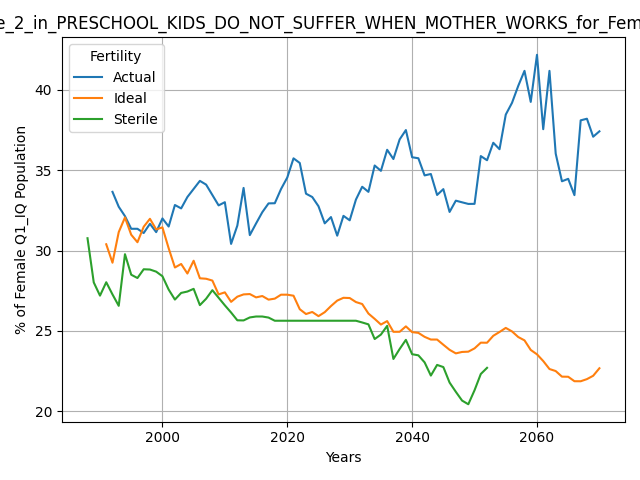 e_2_in_PRESCHOOL_KIDS_DO_NOT_SUFFER_WHEN_MOTHER_WORKS_for_Fem
Fertility
Actual
Ideal
Sterile
% of Female Q1_IQ Population
40
35
30
25
20
2000
2020
2040
2060
Years